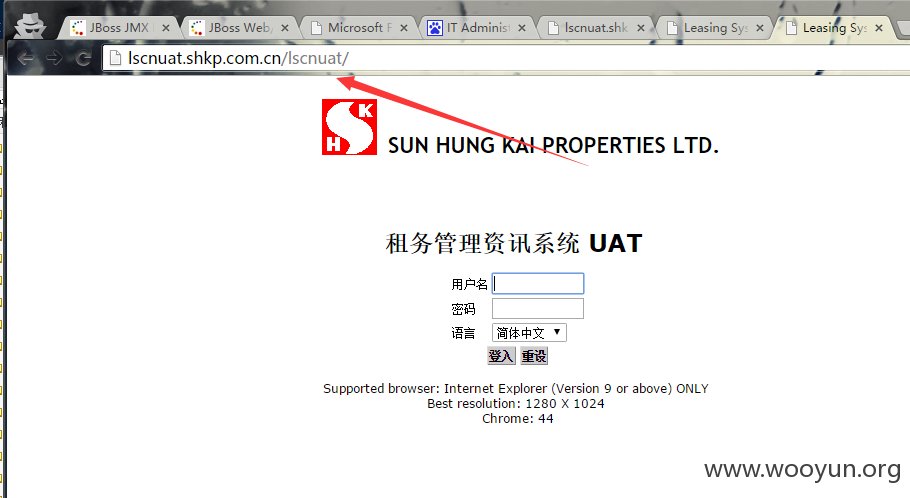 JBoss JMX
JBoss Web/
Microsoft F
IT Administ
lscnuat.shk
Leasing Sys
Leasing Sys
lscnuat.shkp.com.cn/lscnuat/
S K H
SUN HUNG KAI PROPERTIES LTD.
租务管理资讯系统 UAT
用户名
密码
语言 简体中文
登入 重设
Supported browser: Internet Explorer (Version 9 or above) ONLY
Best resolution: 1280 X 1024
Chrome: 44
www.wooyun.org